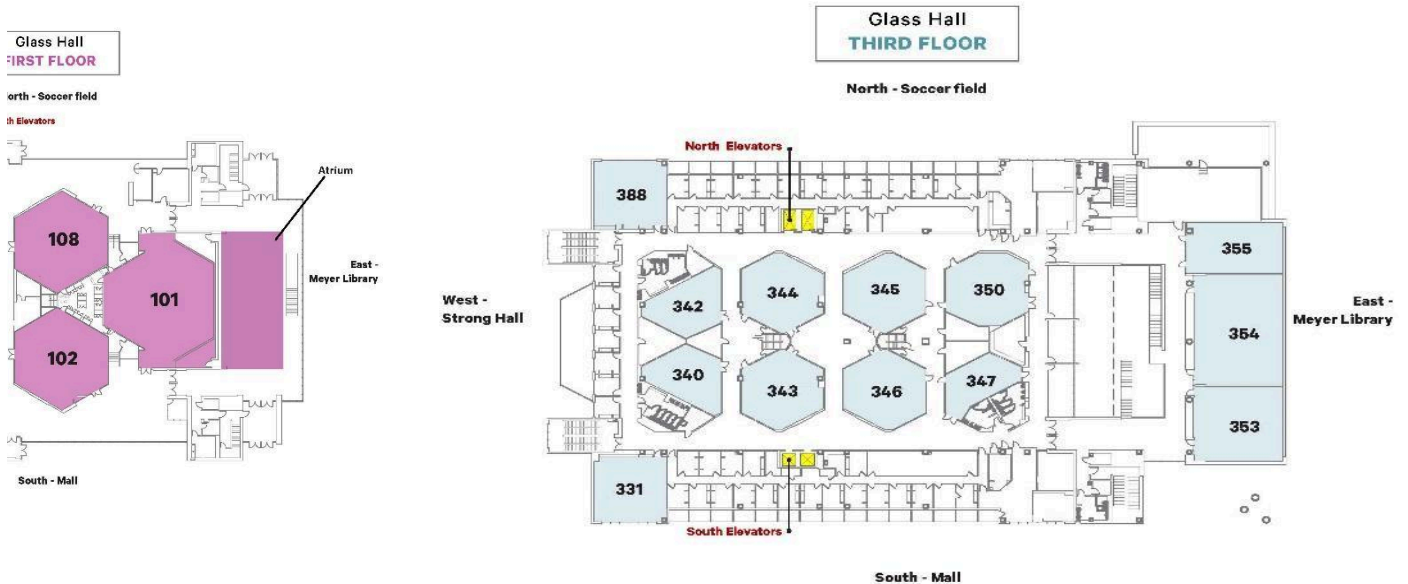 Glass Hall
FIRST FLOOR
orth - Soccer field
th Elevators
Atrium
108
101
102
East -
Meyer Library
South - Mall
Glass Hall
THIRD FLOOR
North - Soccer field
North Elevators
388
355
342
344
345
350
West -
Strong Hall
354
East -
Meyer Library
340
343
346
347
353
331
South Elevators
South - Mall